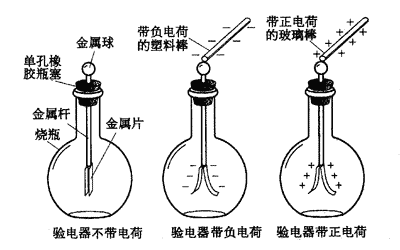 金属球
单孔橡
胶瓶塞
金属杆
金属片
烧瓶
验电器不带电荷
带负电荷
的塑料棒
验电器带负电荷
带正电荷
的玻璃棒
验电器带正电荷